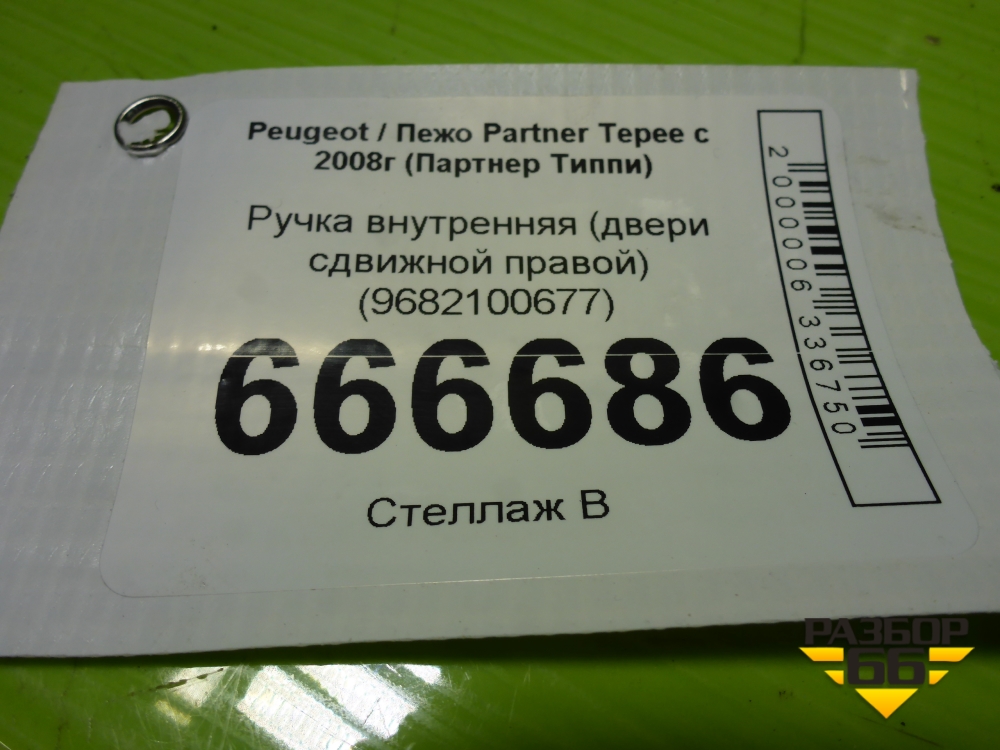 Peugeot / Пежо Partner Tepee с
2008г (Партнер Типпи)
Ручка внутренняя (двери
сдвижной правой)
(9682100677)
666686
Стеллаж В
2000006336750
РАЗБОР
66